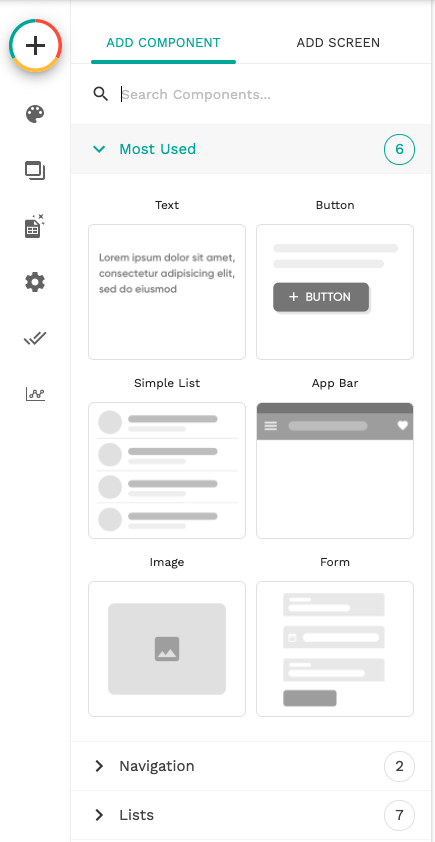 ADD COMPONENT ADD SCREEN
Search Components...
Most Used 6
Text Button
Lorem ipsum dolor sit amet,
consectetur adipisicing elit,
sed do eiusmod
+ BUTTON
Simple List App Bar
Image Form
Navigation 2
Lists 7